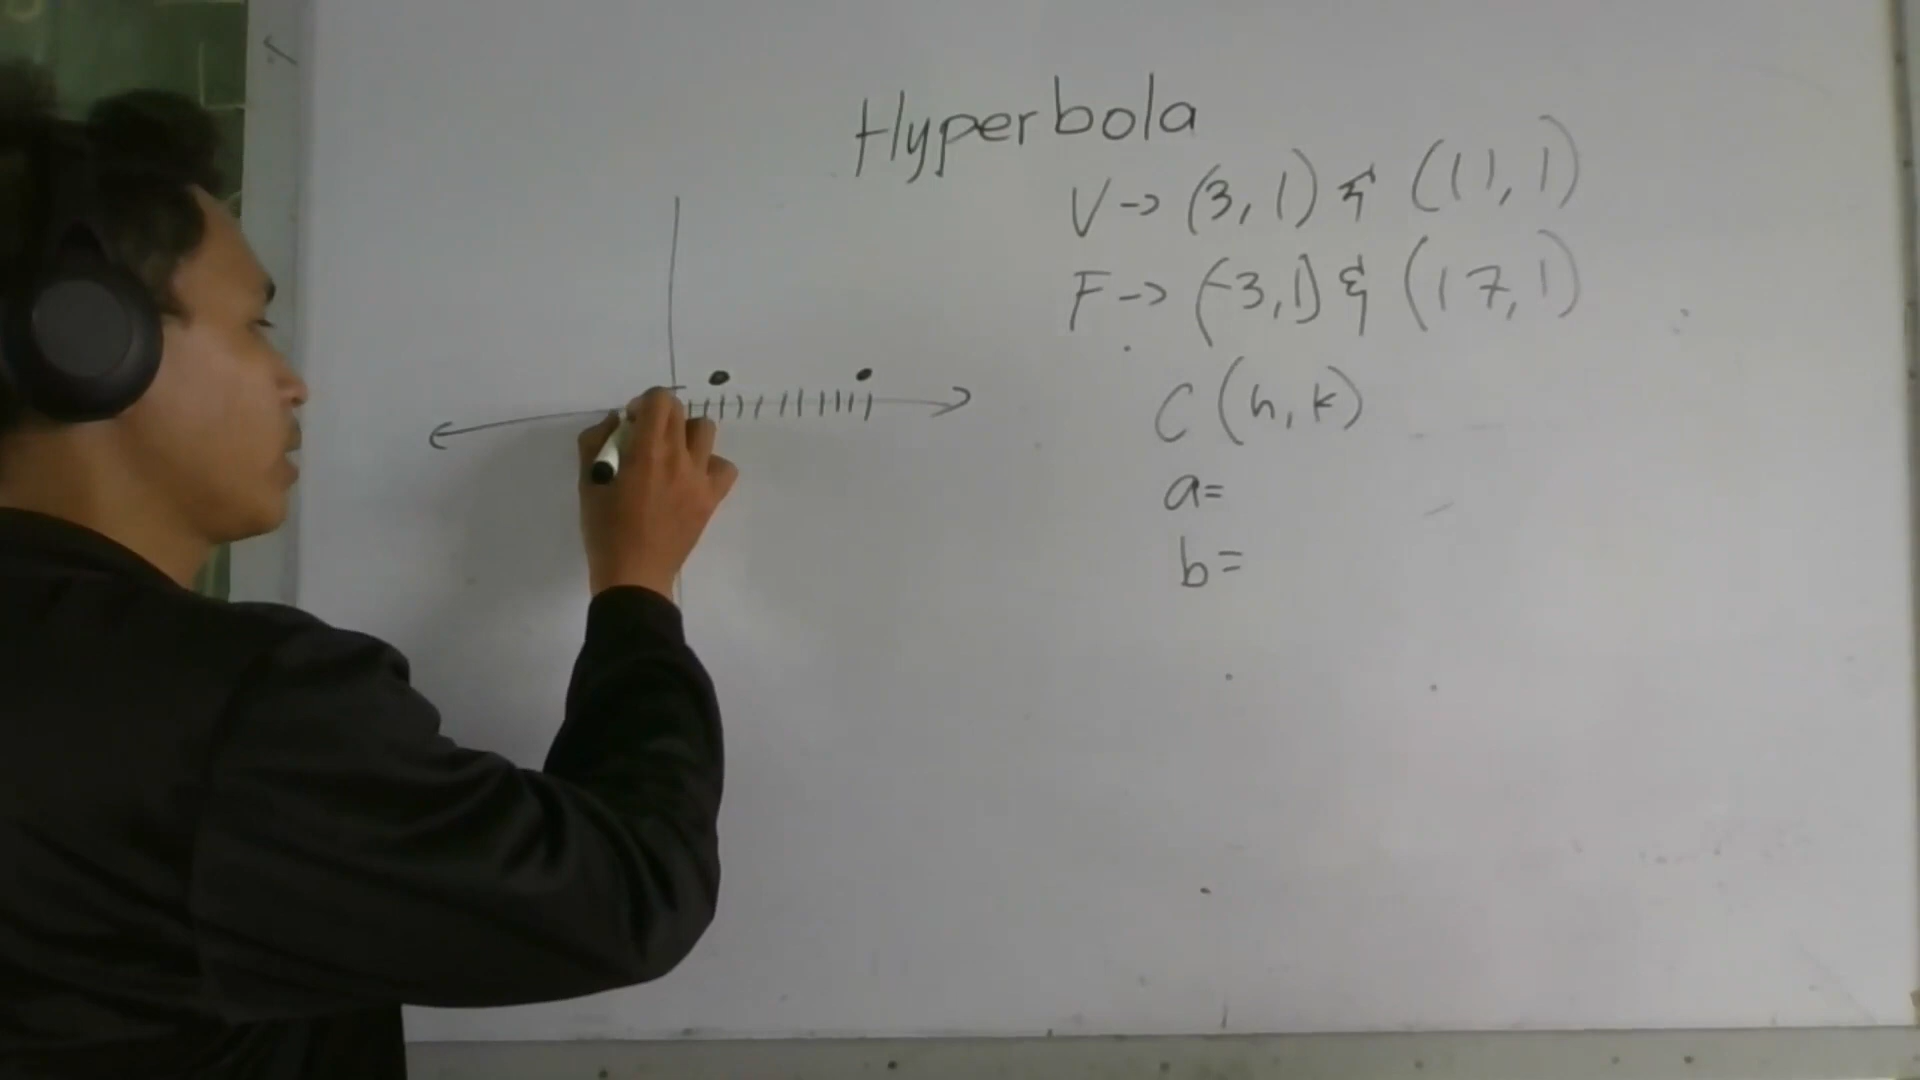 Hyperbola
V → (3, 1) & (11, 1)
F → (-3, 1) & (17, 1)
C (h, k)
a=
b=